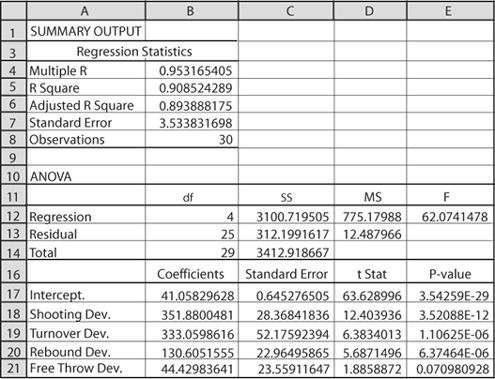 A B C D E
1 SUMMARY OUTPUT
3 Regression Statistics
4 Multiple R 0.953165405
5 R Square 0.908524289
6 Adjusted R Square 0.893888175
7 Standard Error 3.533831698
8 Observations 30
9
10 ANOVA
11 df SS MS F
12 Regression 4 3100.719505 775.17988 62.0741478
13 Residual 25 312.1991617 12.487966
14 Total 29 3412.918667
16 Coefficients Standard Error t Stat P-value
17 Intercept. 41.05829628 0.645276505 63.628996 3.54259E-29
18 Shooting Dev. 351.8800481 28.36841836 12.403936 3.52088E-12
19 Turnover Dev. 333.0598616 52.17592394 6.3834013 1.10625E-06
20 Rebound Dev. 130.6051555 22.96495865 5.6871496 6.37464E-06
21 Free Throw Dev. 44.42983641 23.55911647 1.8858872 0.070980928